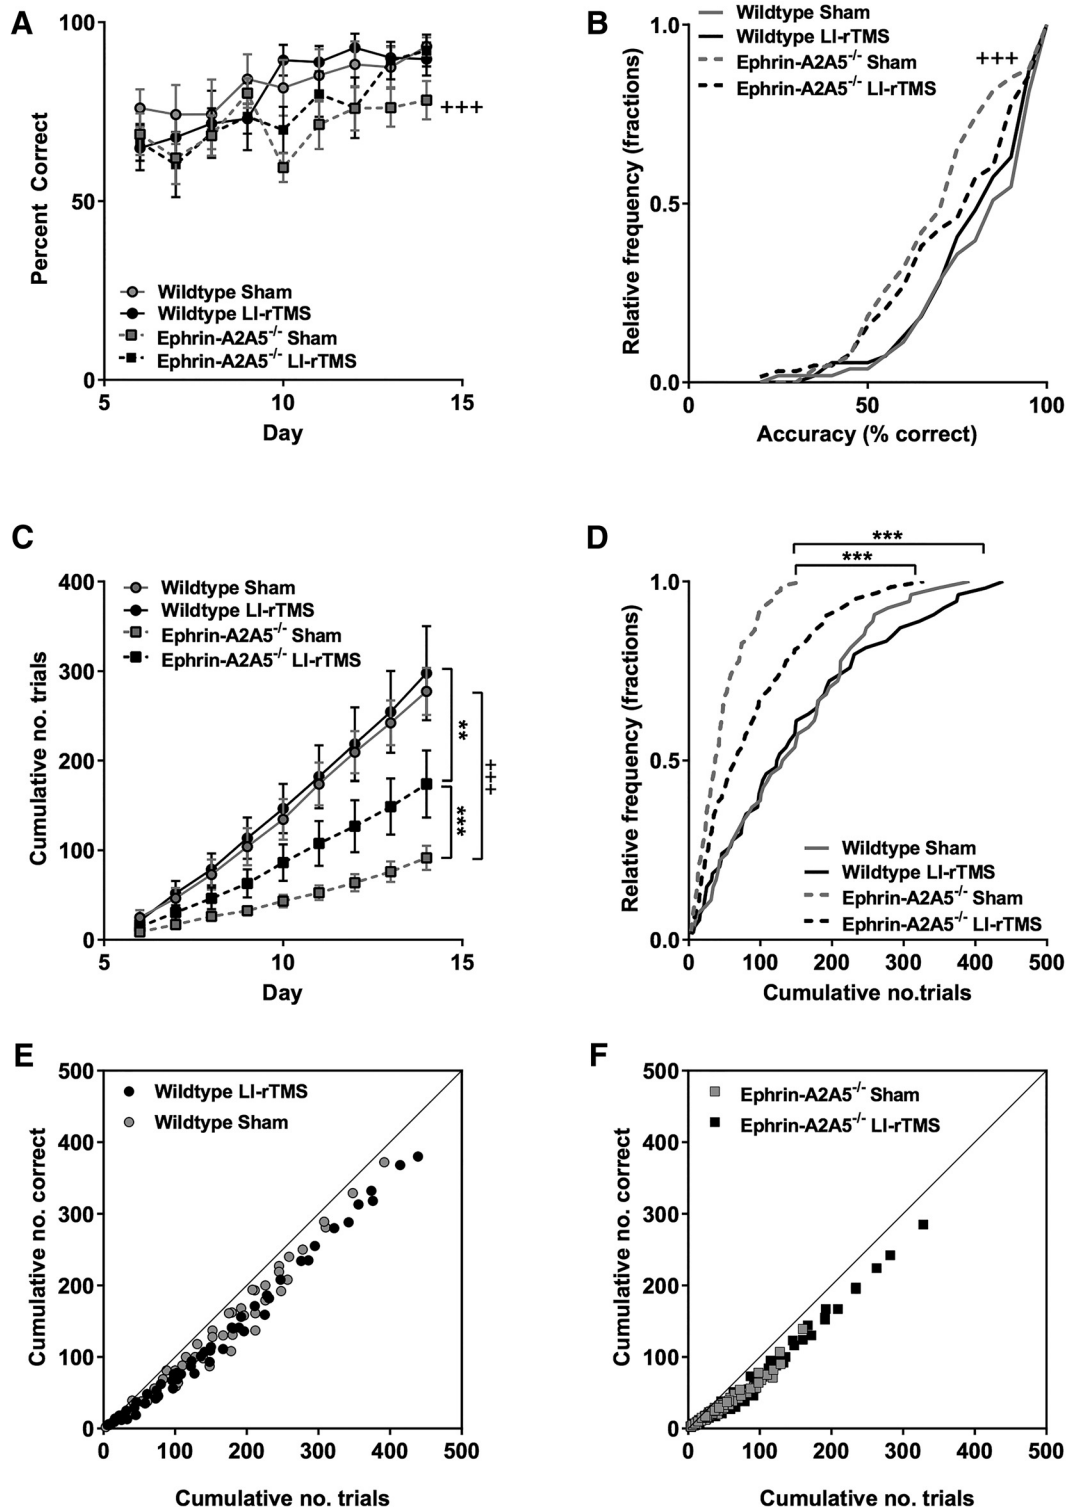 A
100
50
0
5
10
15
Percent Correct
Day
Wildtype Sham
Wildtype LI-rTMS
Ephrin-A2A5-/- Sham
Ephrin-A2A5-/- LI-rTMS
+++
B
Wildtype Sham
Wildtype LI-rTMS
Ephrin-A2A5-/- Sham
Ephrin-A2A5-/- LI-rTMS
+++
1.0
0.5
0.0
0
50
100
Relative frequency (fractions)
Accuracy (% correct)
C
400
300
200
100
0
5
10
15
Cumulative no. trials
Day
Wildtype Sham
Wildtype LI-rTMS
Ephrin-A2A5-/- Sham
Ephrin-A2A5-/- LI-rTMS
**
***
+++
D
***
***
1.0
0.5
0.0
0
100
200
300
400
500
Relative frequency (fractions)
Cumulative no.trials
Wildtype Sham
Wildtype LI-rTMS
Ephrin-A2A5-/- Sham
Ephrin-A2A5-/- LI-rTMS
E
500
400
300
200
100
0
0
100
200
300
400
500
Cumulative no. correct
Cumulative no. trials
Wildtype LI-rTMS
Wildtype Sham
F
500
400
300
200
100
0
0
100
200
300
400
500
Cumulative no. correct
Cumulative no. trials
Ephrin-A2A5-/- Sham
Ephrin-A2A5-/- LI-rTMS